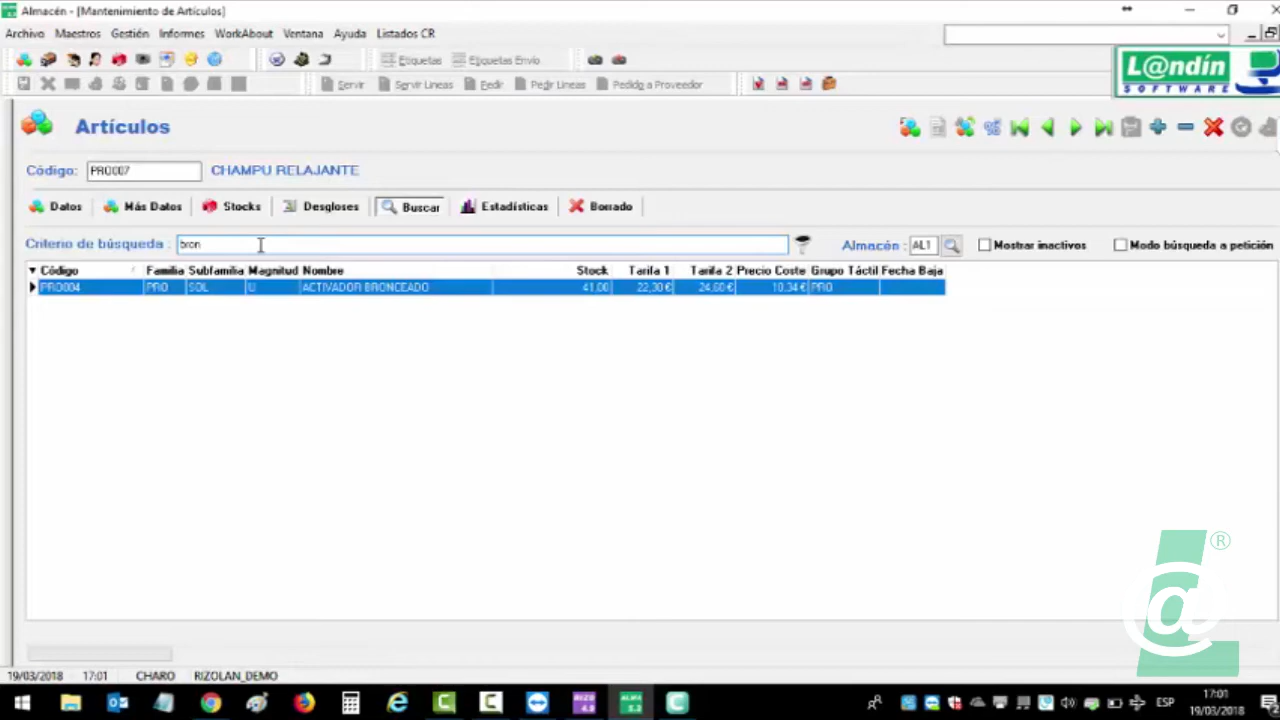 Almacén - [Mantenimiento de Artículos]
Archivo Maestros Gestión Informes WorkAbout Ventana Ayuda Listados CR
Etiquetas Etiquetas Envio
Servir Servir Lineas Pedir Pedir Lineas Pedido a Proveedor
L@ndín
SOFTWARE
Artículos
Código: PRO007 CHAMPU RELAJANTE
Datos Más Datos Stocks Desgloses Buscar Estadísticas Borrado
Criterio de búsqueda : bron Almacén : AL1 Mostrar inactivos Modo búsqueda a petición
Código Familia Subfamilia Magnitud Nombre Stock Tarifa 1 Tarifa 2 Precio Coste Grupo Táctil Fecha Baja
PRO004 PRO SOL U ACTIVADOR BRONCEADO 41,00 22,30 € 24,60 € 10,34 € PRO
®
@
19/03/2018 17:01 CHARO RIZOLAN_DEMO
ESP 17:01
19/03/2018